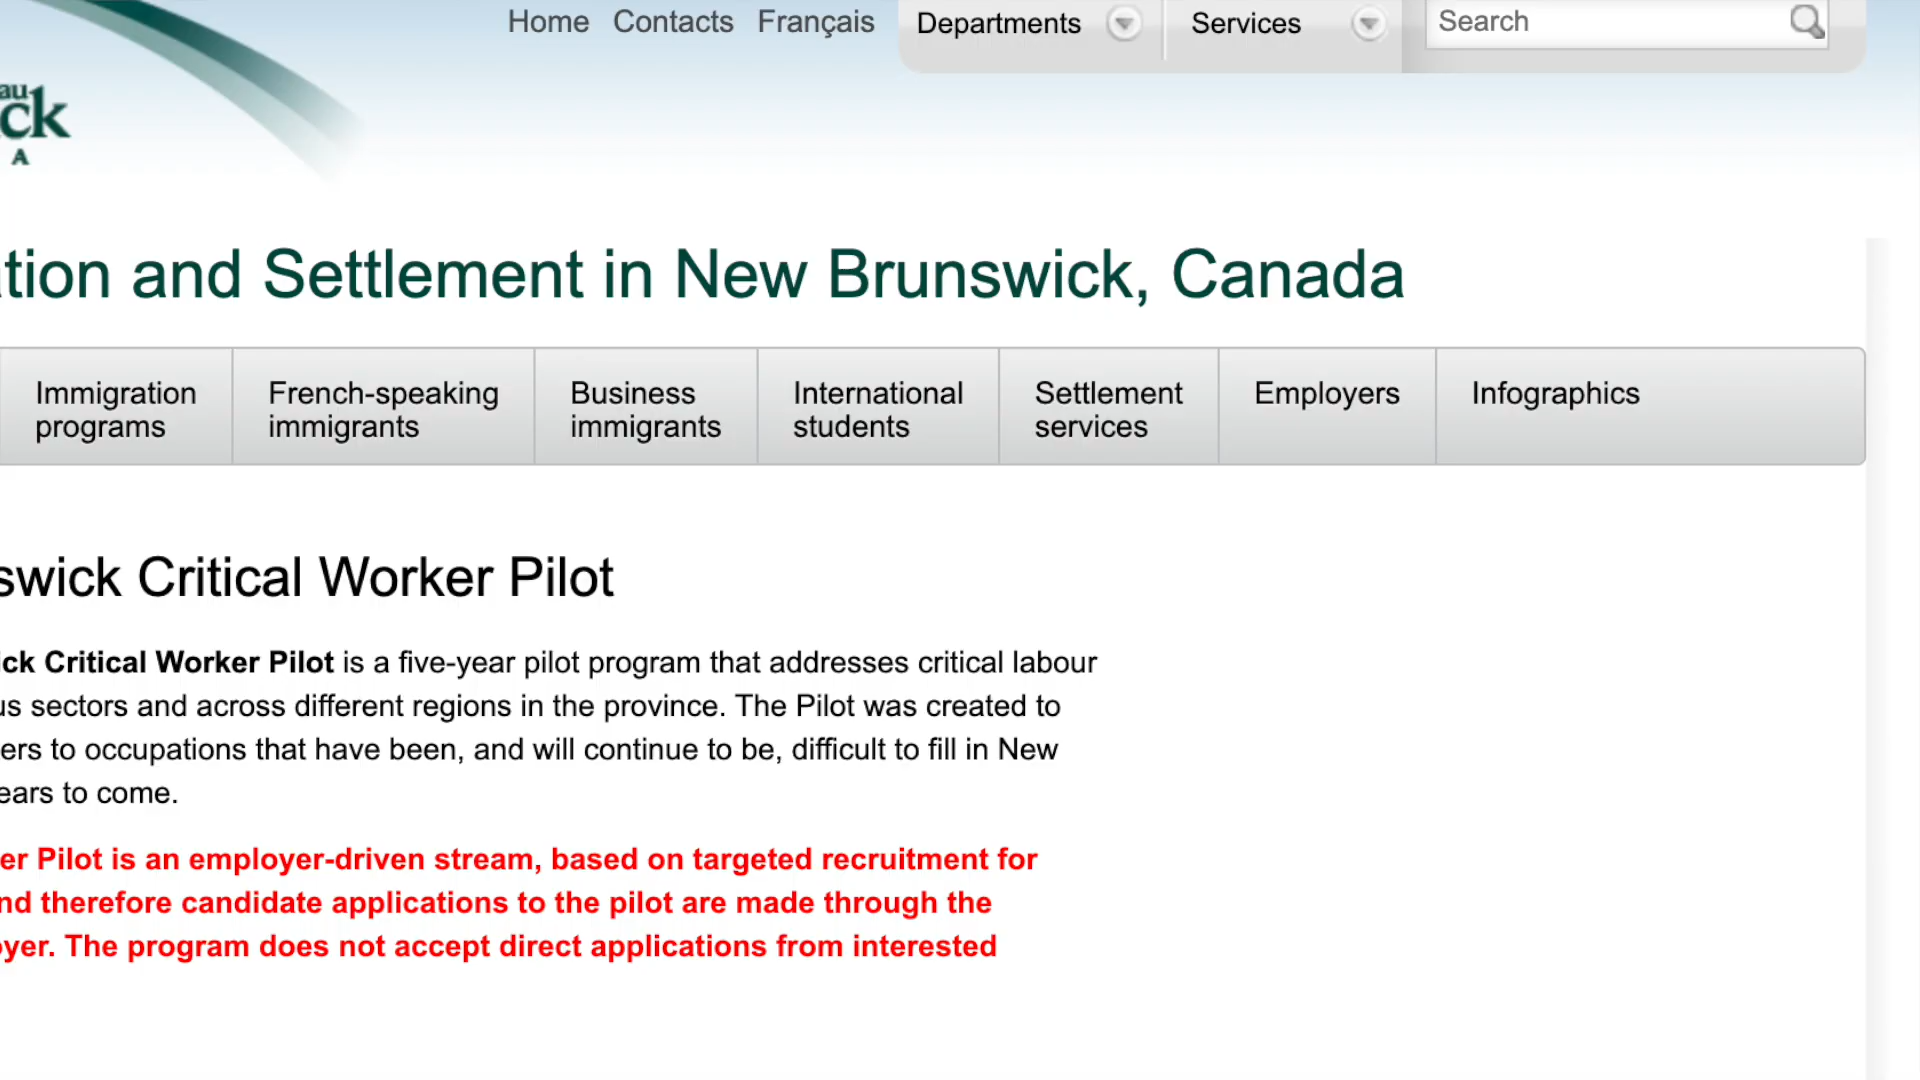 Home Contacts Français Departments Services Search
au
ck
A
tion and Settlement in New Brunswick, Canada
Immigration programs
French-speaking immigrants
Business immigrants
International students
Settlement services
Employers
Infographics
swick Critical Worker Pilot
ick Critical Worker Pilot is a five-year pilot program that addresses critical labour
us sectors and across different regions in the province. The Pilot was created to
ers to occupations that have been, and will continue to be, difficult to fill in New
ears to come.
er Pilot is an employer-driven stream, based on targeted recruitment for
nd therefore candidate applications to the pilot are made through the
oyer. The program does not accept direct applications from interested